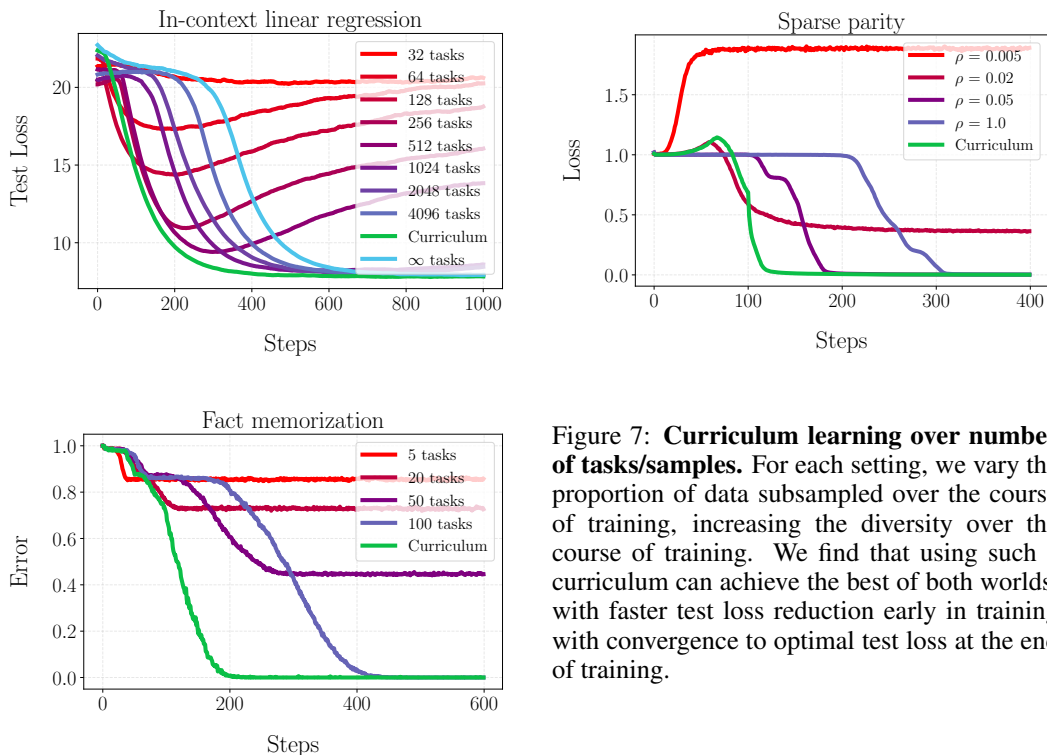 In-context linear regression
Test Loss
20
15
10
0
200
400
600
800
1000
Steps
32 tasks
64 tasks
128 tasks
256 tasks
512 tasks
1024 tasks
2048 tasks
4096 tasks
Curriculum
∞ tasks
Sparse parity
Loss
1.5
1.0
0.5
0.0
0
100
200
300
400
Steps
ρ = 0.005
ρ = 0.02
ρ = 0.05
ρ = 1.0
Curriculum
Fact memorization
Error
1.0
0.8
0.6
0.4
0.2
0.0
0
200
400
600
Steps
5 tasks
20 tasks
50 tasks
100 tasks
Curriculum
Figure 7: Curriculum learning over number
of tasks/samples. For each setting, we vary th
proportion of data subsampled over the cours
of training, increasing the diversity over th
course of training. We find that using such
curriculum can achieve the best of both worlds
with faster test loss reduction early in training
with convergence to optimal test loss at the en
of training.